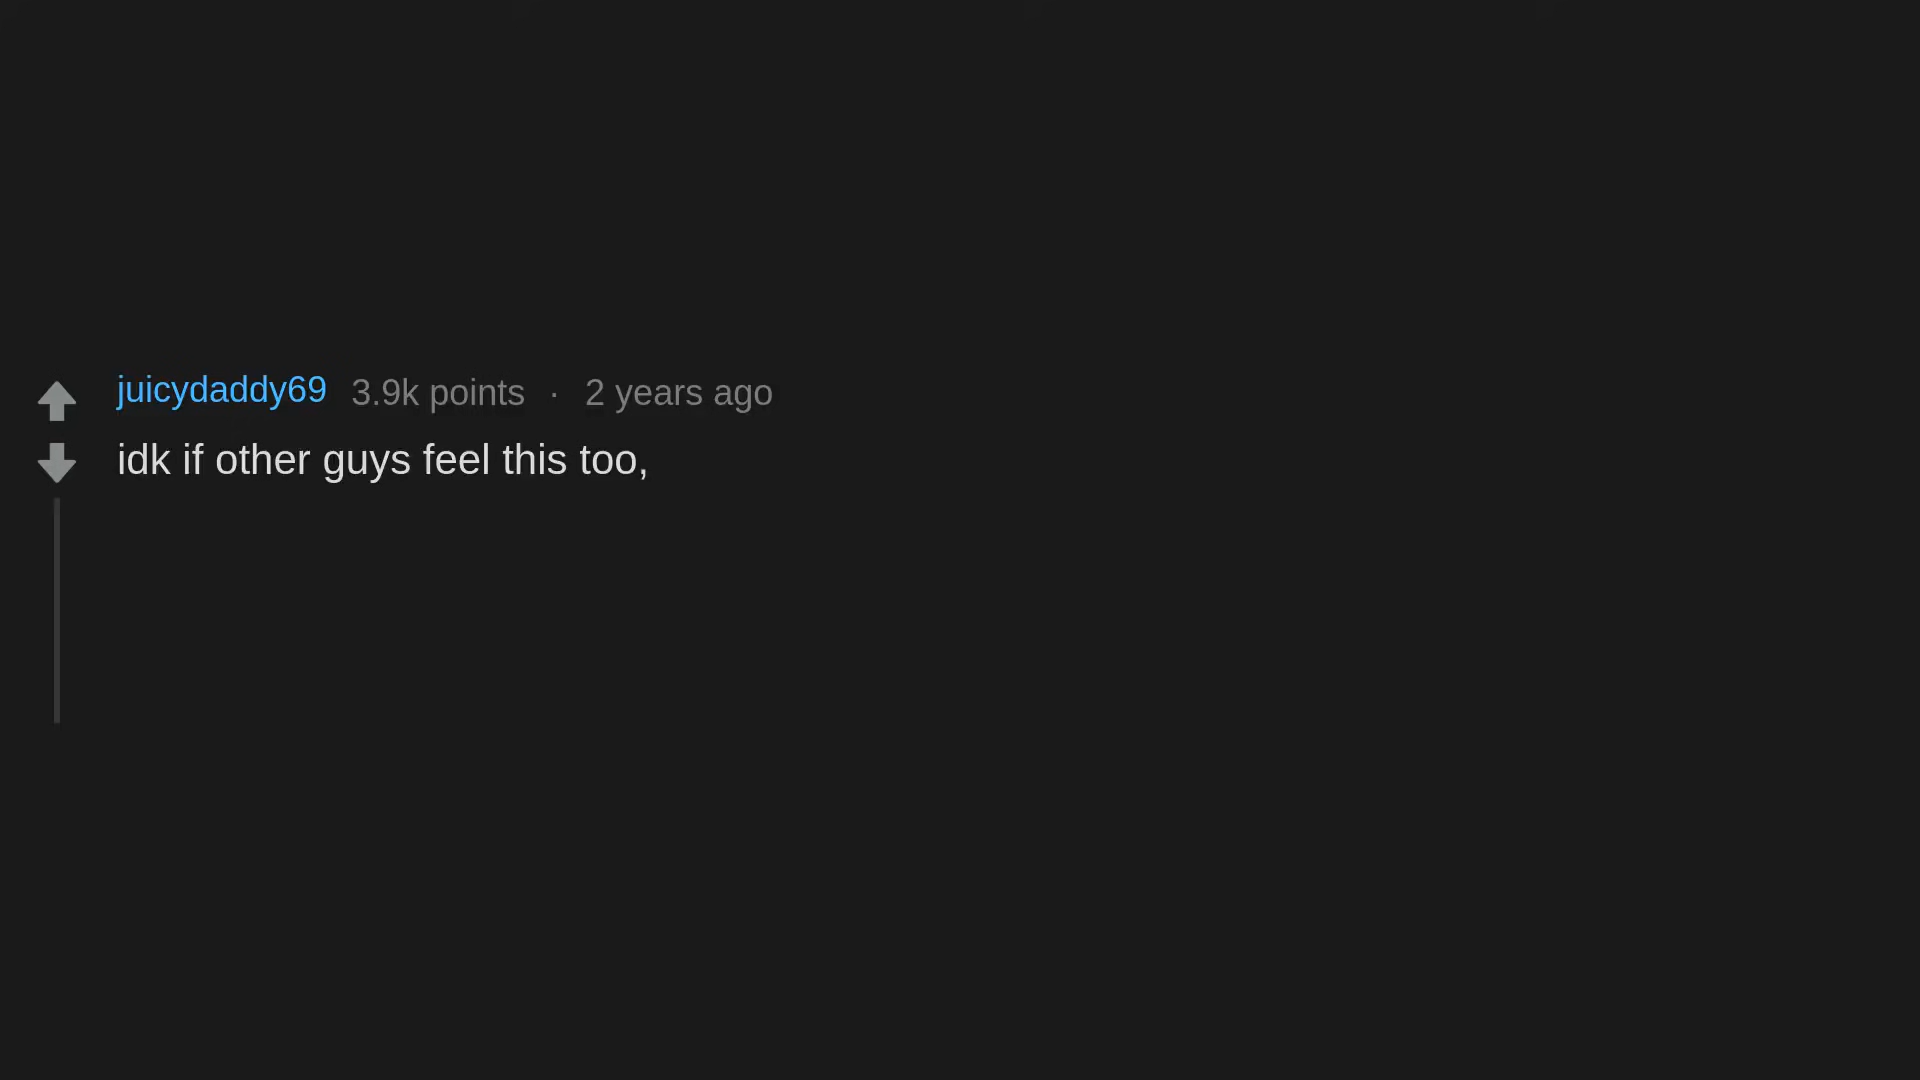 juicydaddy69 3.9k points · 2 years ago
idk if other guys feel this too,